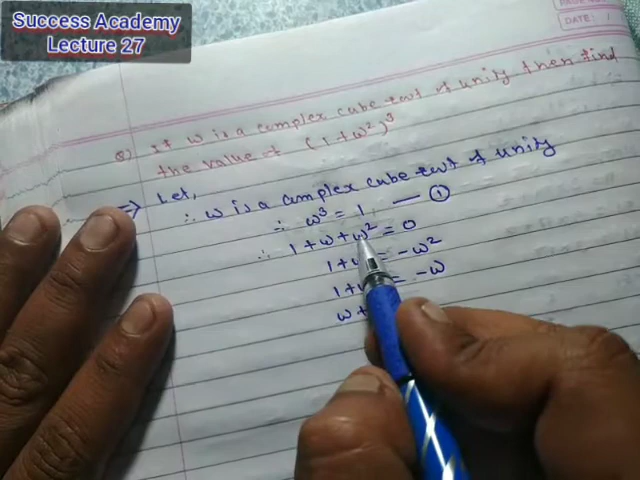 Success Academy
Lecture 27
DATE: /
Q) If ω is a complex cube root of unity then find
the value of (1+ω²)³
⇒ Let,
∴ ω is a complex cube root of unity
∴ ω³ = 1 — ①
∴ 1+ω+ω² = 0
1+ = -ω²
1+ = -ω
ω+